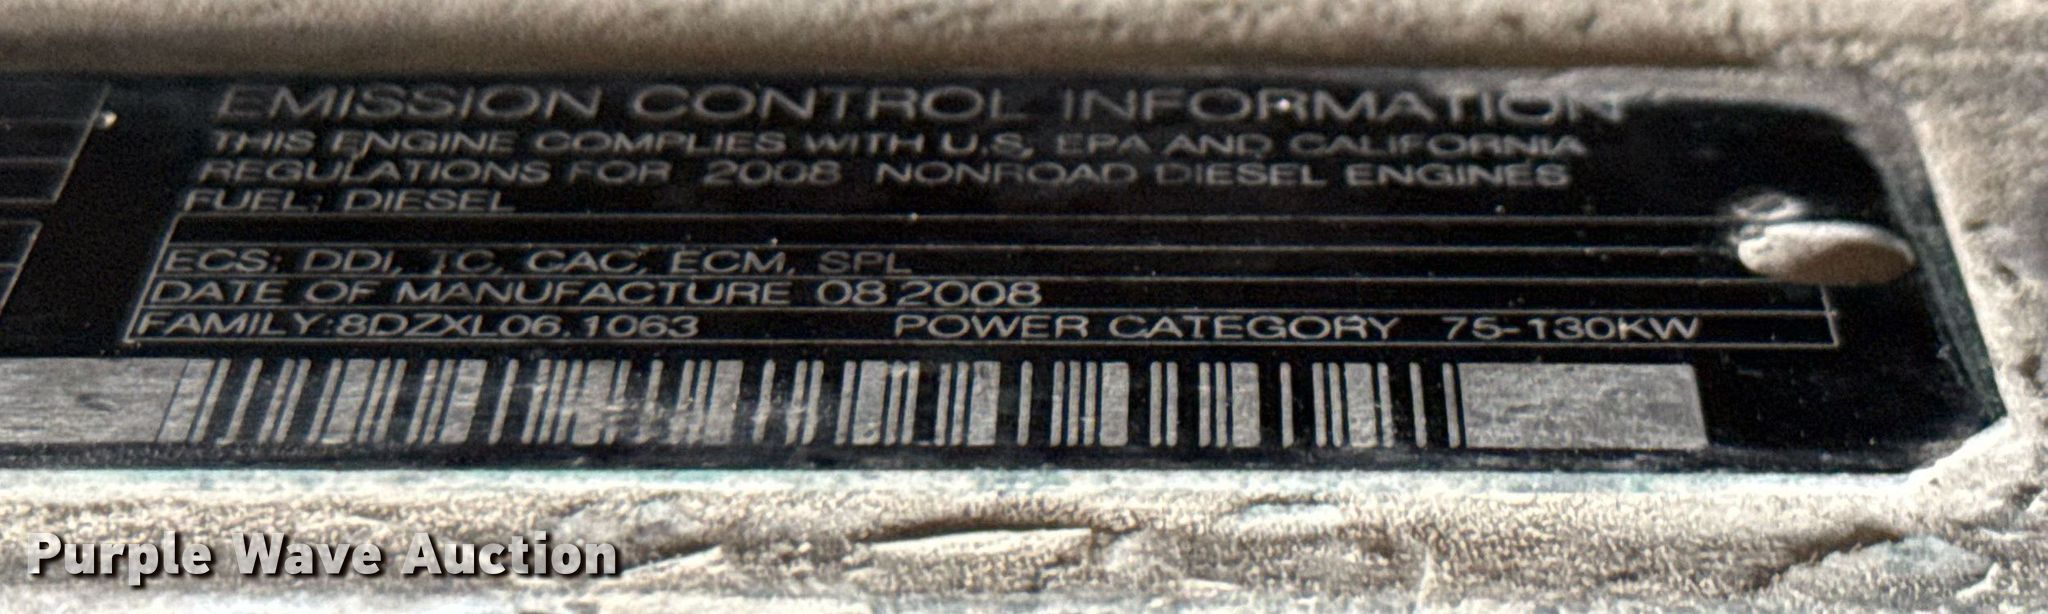 EMISSION CONTROL INFORMATION
THIS ENGINE COMPLIES WITH U.S, EPA AND CALIFORNIA
REGULATIONS FOR 2008 NONROAD DIESEL ENGINES
FUEL: DIESEL
ECS: DDI, TC, CAC, ECM, SPL
DATE OF MANUFACTURE 08 2008
FAMILY:8DZXL06.1063 POWER CATEGORY 75-130KW
Purple Wave Auction